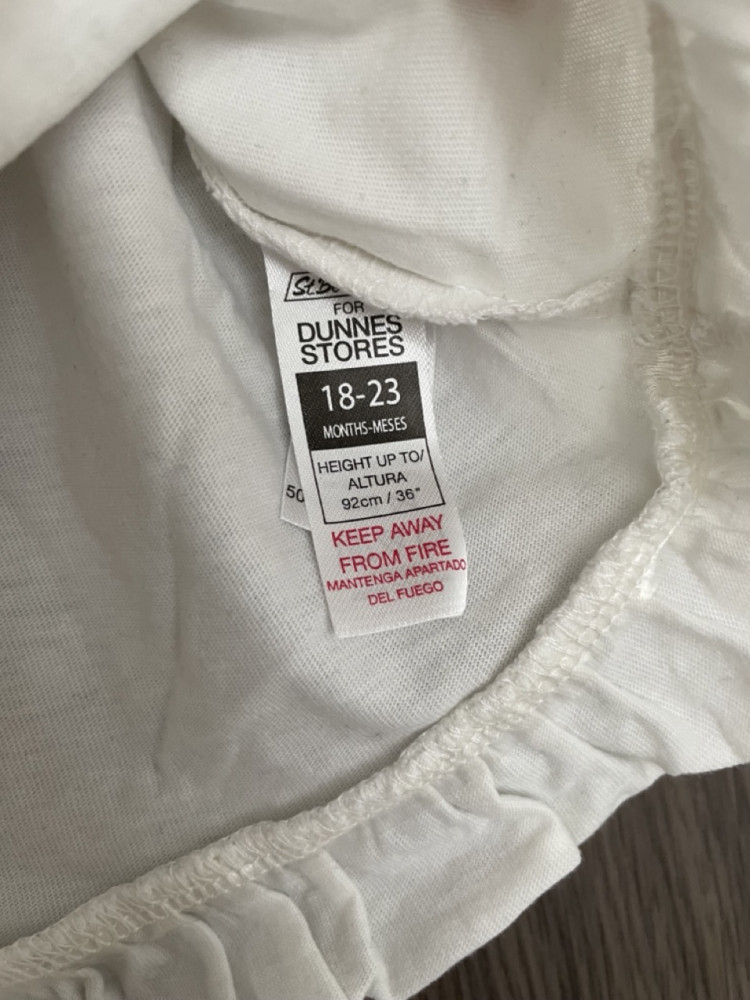 FOR
DUNNES
STORES
18-23
MONTHS-MESES
HEIGHT UP TO/
ALTURA
92cm / 36"
50
KEEP AWAY
FROM FIRE
MANTENGA APARTADO
DEL FUEGO